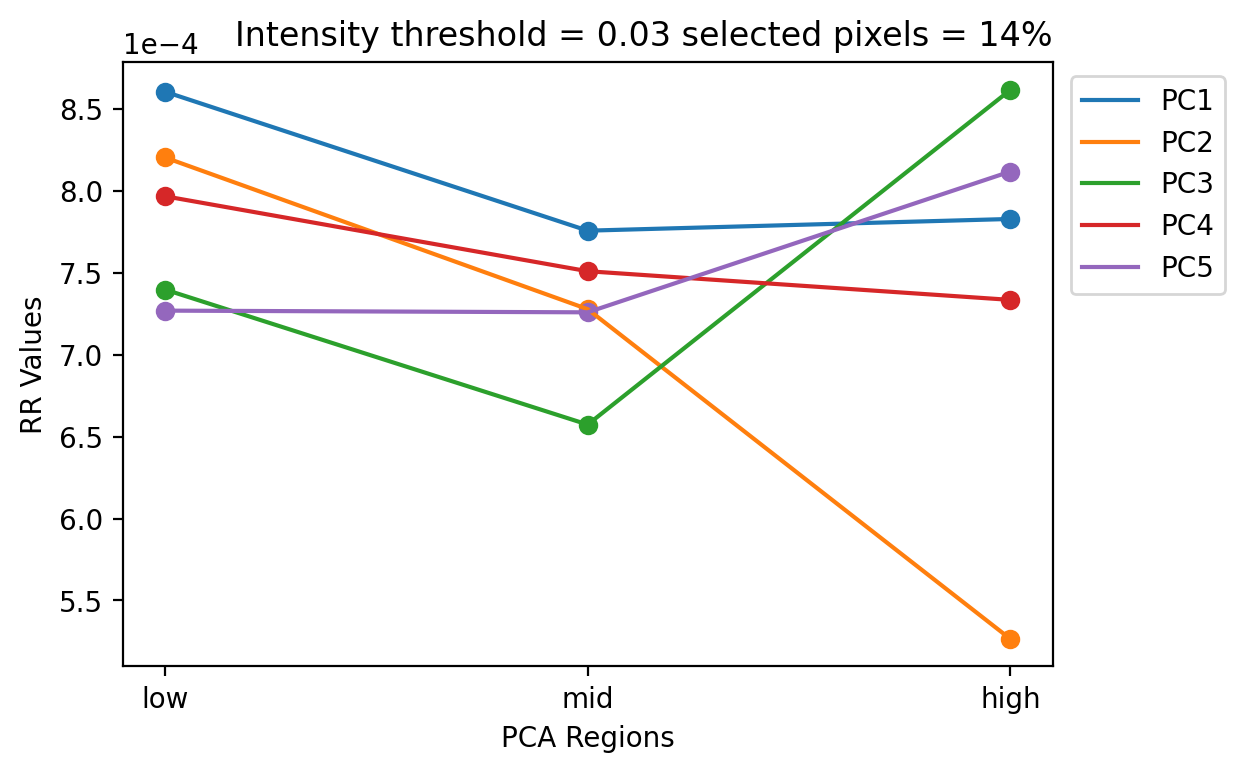 Intensity threshold = 0.03 selected pixels = 14%
1e−4
8.5
8.0
7.5
7.0
6.5
6.0
5.5
RR Values
low
mid
high
PCA Regions
PC1
PC2
PC3
PC4
PC5